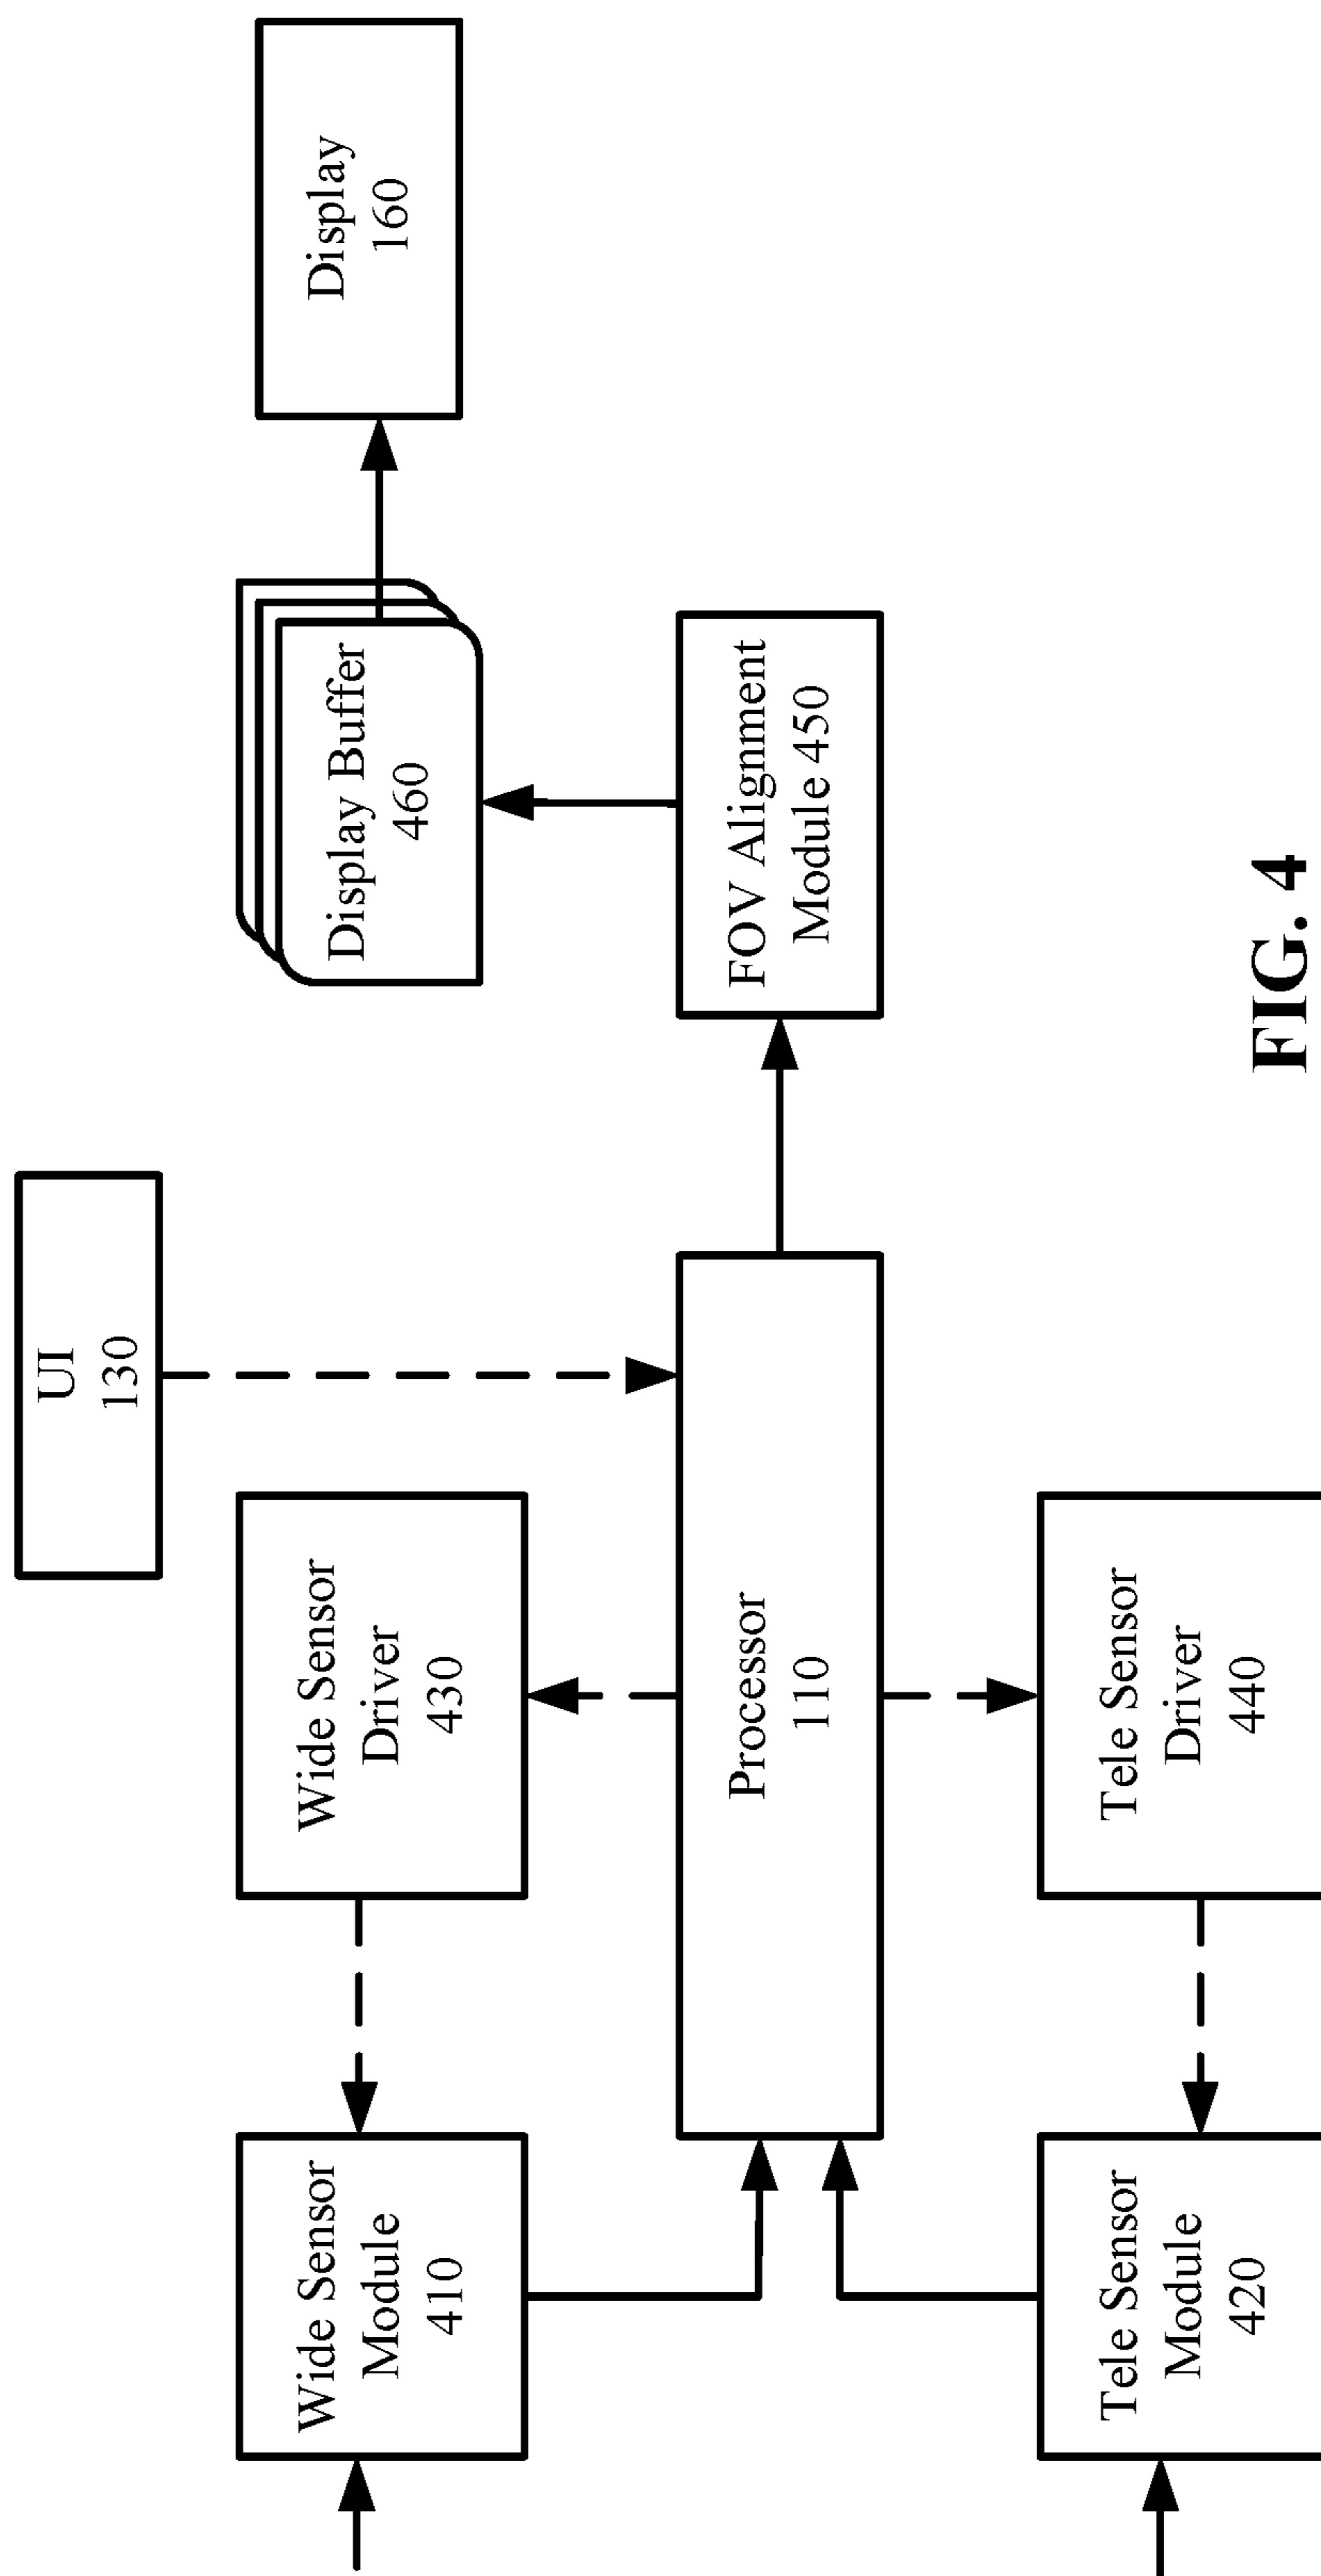 UI
130
Wide Sensor
Module
410
Wide Sensor
Driver
430
Display Buffer
460
Display
160
Processor
110
FOV Alignment
Module 450
Tele Sensor
Module
420
Tele Sensor
Driver
440
FIG. 4